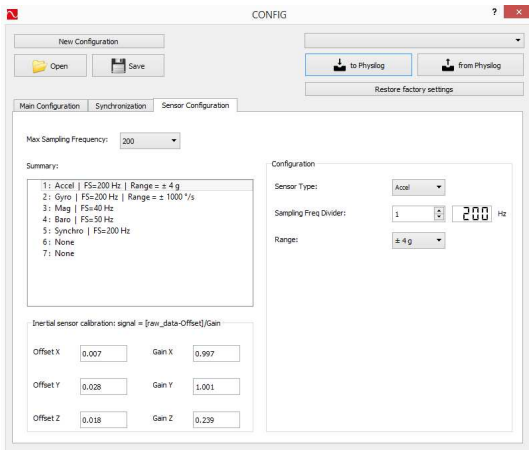 CONFIG
?
New Configuration
Open
Save
to Physilog
from Physilog
Restore factory settings
Main Configuration
Synchronization
Sensor Configuration
Max Sampling Frequency:
200
Summary:
1: Accel | FS=200 Hz | Range = ± 4 g
2: Gyro | FS=200 Hz | Range = ± 1000 °/s
3: Mag | FS=40 Hz
4: Baro | FS=50 Hz
5: Synchro | FS=200 Hz
6: None
7: None
Configuration
Sensor Type:
Accel
Sampling Freq Divider:
1
200
Hz
Range:
± 4 g
Inertial sensor calibration: signal = [raw_data-Offset]/Gain
Offset X
0.007
Gain X
0.997
Offset Y
0.028
Gain Y
1.001
Offset Z
0.018
Gain Z
0.239